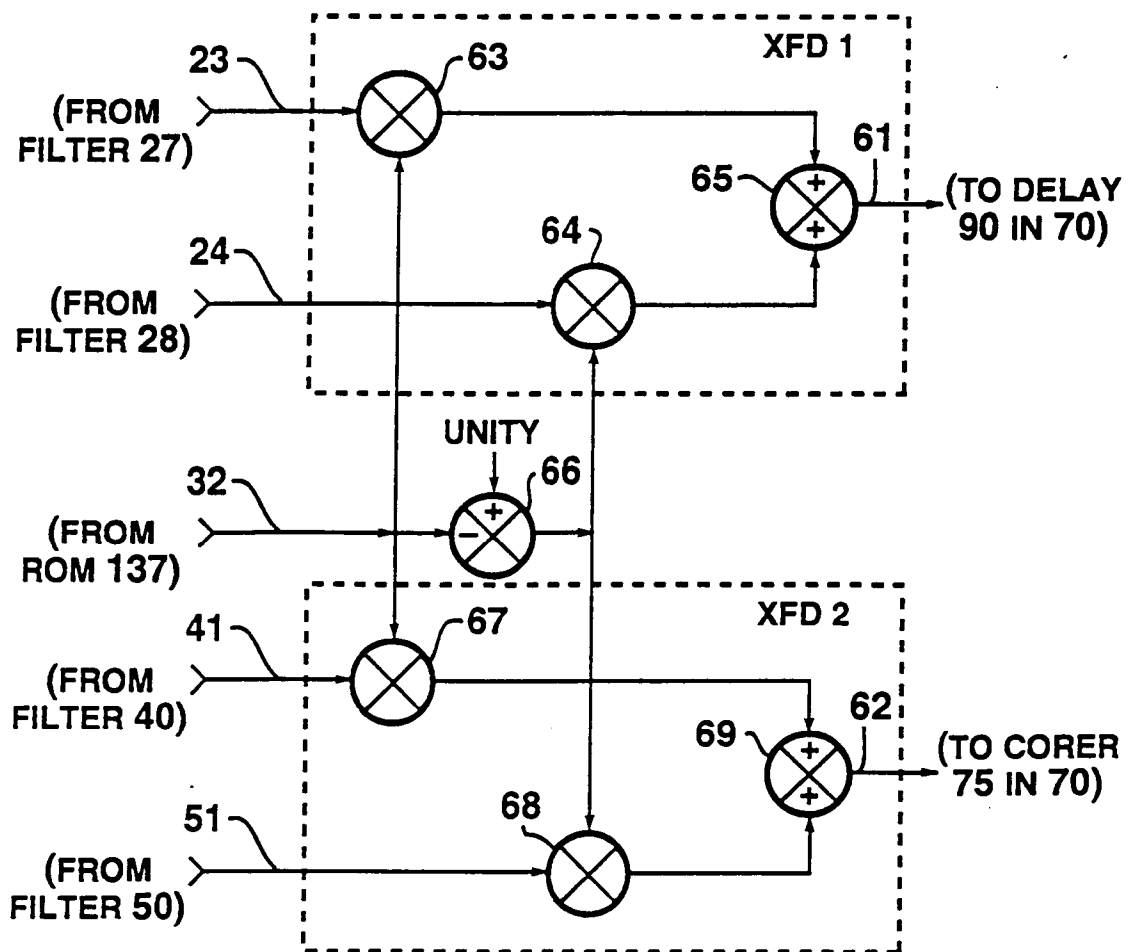 XFD 1
23
63
(FROM
FILTER 27)
61
65
+
+
(TO DELAY
90 IN 70)
24
64
(FROM
FILTER 28)
UNITY
32
66
+
−
(FROM
ROM 137)
XFD 2
41
67
(FROM
FILTER 40)
62
69
+
+
(TO CORER
75 IN 70)
51
68
(FROM
FILTER 50)